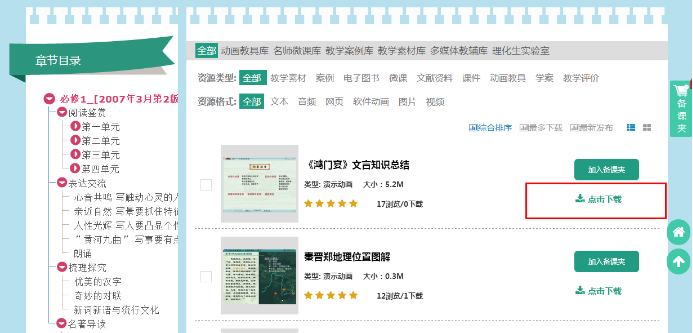 章节目录
必修1_[2007年3月第2版
阅读鉴赏
第一单元
第二单元
第三单元
第四单元
表达交流
心音共鸣 写触动心灵的人
亲近自然 写景要抓住特征
人性光辉 写人要凸显个性
“黄河九曲” 写事要有点
朗诵
梳理探究
优美的汉字
奇妙的对联
新词新语与流行文化
名著导读
全部 动画教具库 名师微课库 教学案例库 教学素材库 多媒体教辅库 理化生实验室
资源类型: 全部 教学素材 案例 电子图书 微课 文献资料 课件 动画教具 学案 教学评价
资源格式: 全部 文本 音频 网页 软件动画 图片 视频
综合排序 最多下载 最新发布
《鸿门宴》文言知识总结
类型: 演示动画 大小：5.2M
17浏览/0下载
加入备课夹
点击下载
秦晋郑地理位置图解
类型: 演示动画 大小：0.3M
12浏览/1下载
加入备课夹
点击下载
备课夹